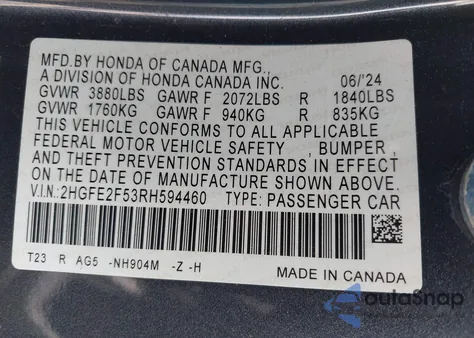 MFD.BY HONDA OF CANADA MFG.,
A DIVISION OF HONDA CANADA INC. 06/'24
GVWR 3880LBS GAWR F 2072LBS R 1840LBS
GVWR 1760KG GAWR F 940KG R 835KG
THIS VEHICLE CONFORMS TO ALL APPLICABLE
FEDERAL MOTOR VEHICLE SAFETY , BUMPER ,
AND THEFT PREVENTION STANDARDS IN EFFECT
ON THE DATE OF MANUFACTURE SHOWN ABOVE.
V.I.N.:2HGFE2F53RH594460 TYPE: PASSENGER CAR
T23 R AG5 -NH904M -Z -H
MADE IN CANADA
autoSnap